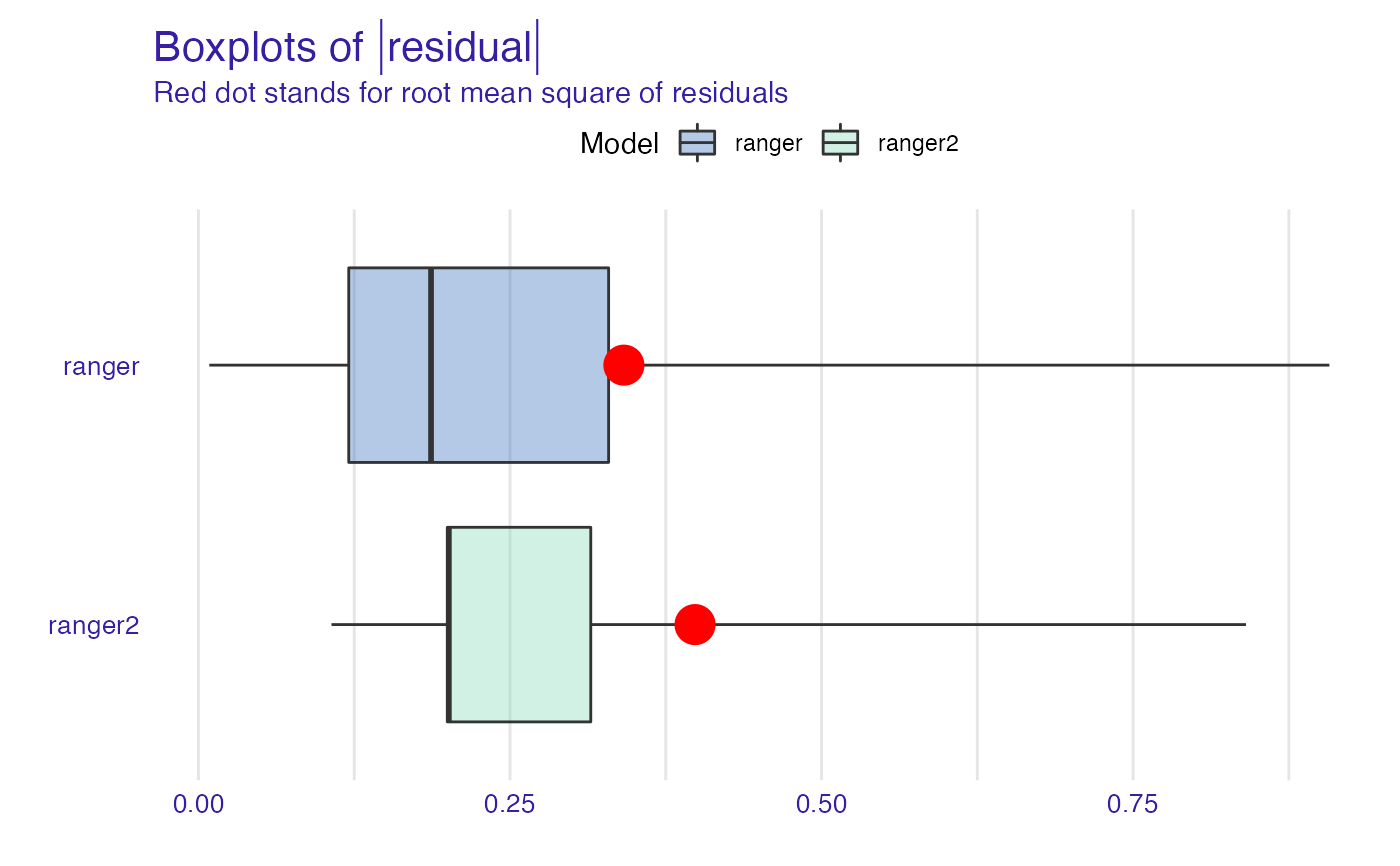 Boxplots of |residual|
Red dot stands for root mean square of residuals
Model ranger ranger2
ranger
ranger2
0.00 0.25 0.50 0.75